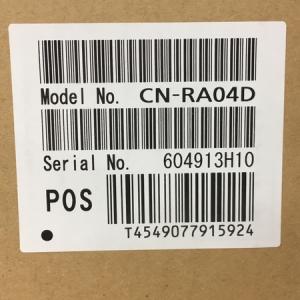 Model No. CN-RA04D
Serial No. 604913H10
POS
T4549077915924